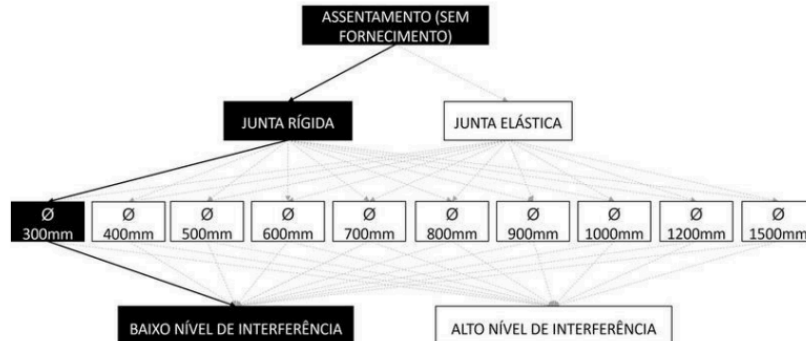 ASSENTAMENTO (SEM
FORNECIMENTO)
JUNTA RÍGIDA
JUNTA ELÁSTICA
Ø
300mm
Ø
400mm
Ø
500mm
Ø
600mm
Ø
700mm
Ø
800mm
Ø
900mm
Ø
1000mm
Ø
1200mm
Ø
1500mm
BAIXO NÍVEL DE INTERFERÊNCIA
ALTO NÍVEL DE INTERFERÊNCIA